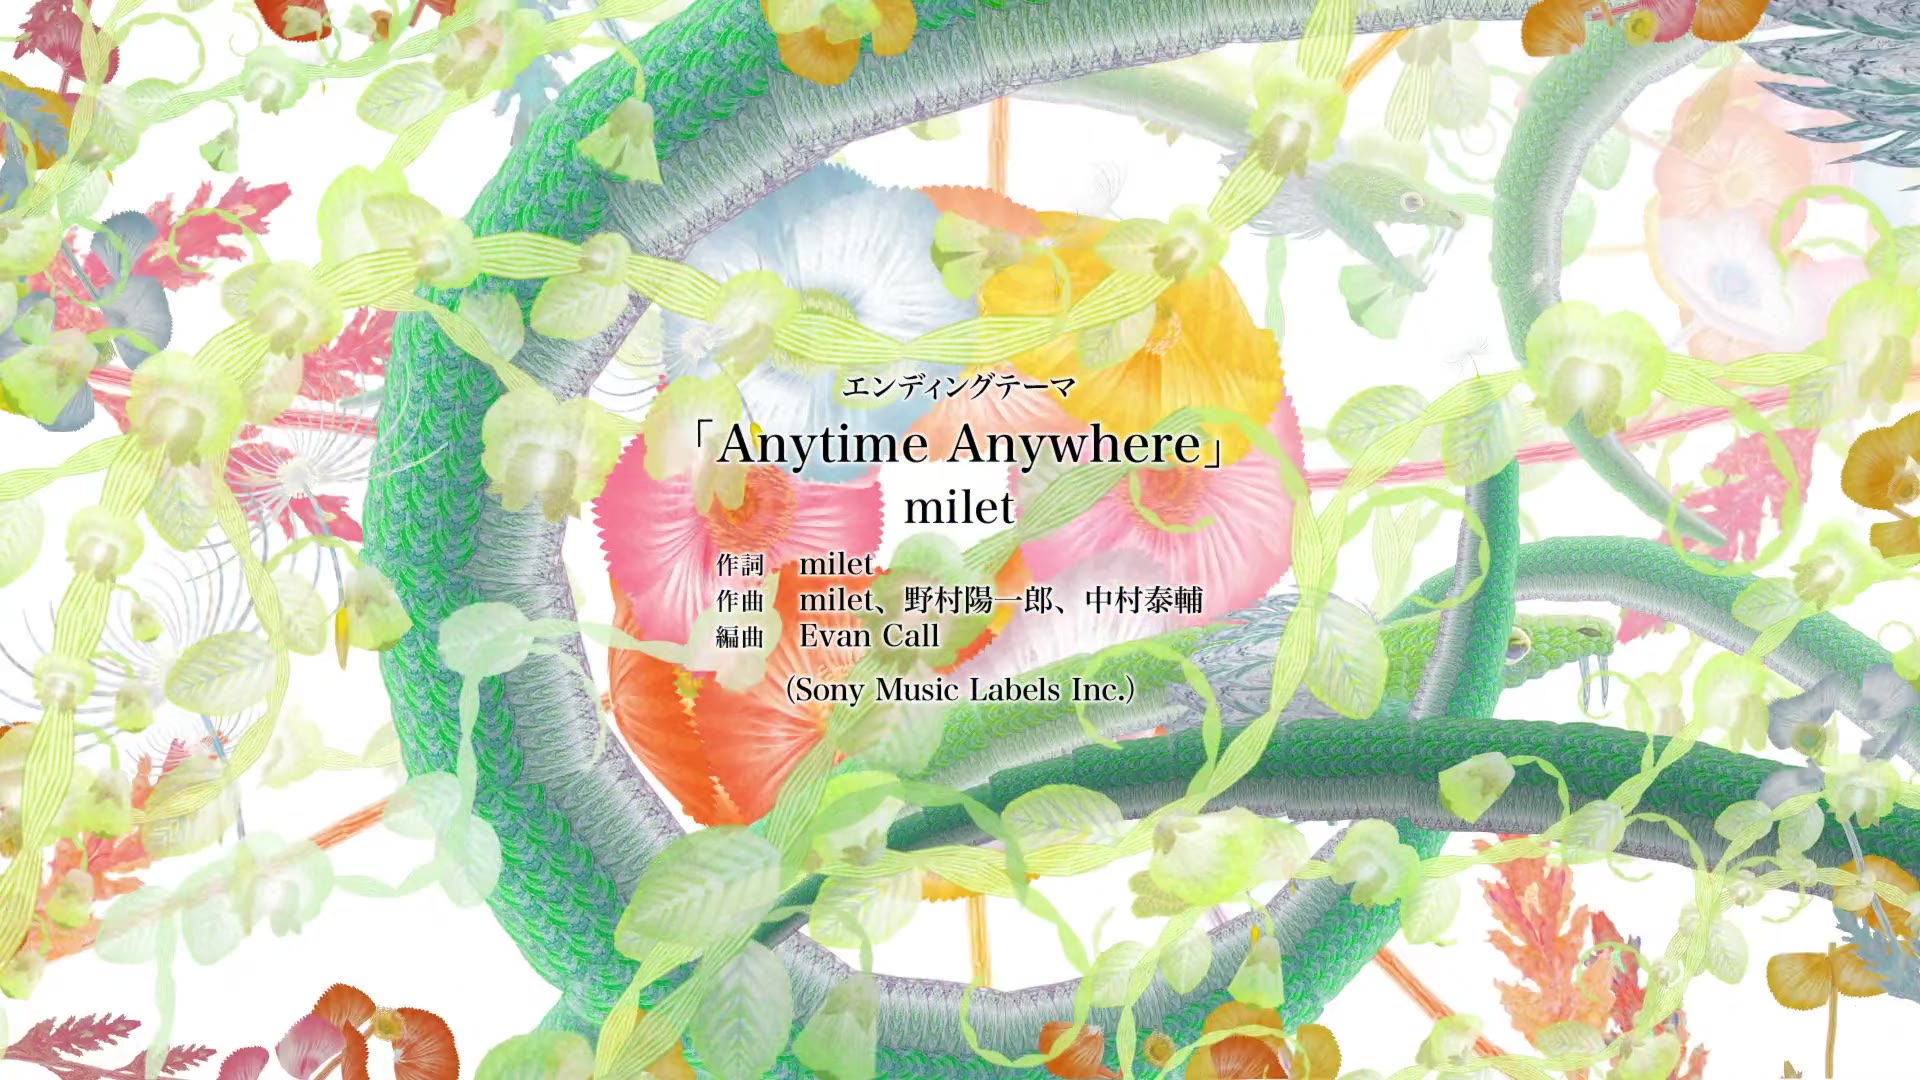 エンディングテーマ
「Anytime Anywhere」
milet
作詞 milet
作曲 milet、野村陽一郎、中村泰輔
編曲 Evan Call
(Sony Music Labels Inc.)